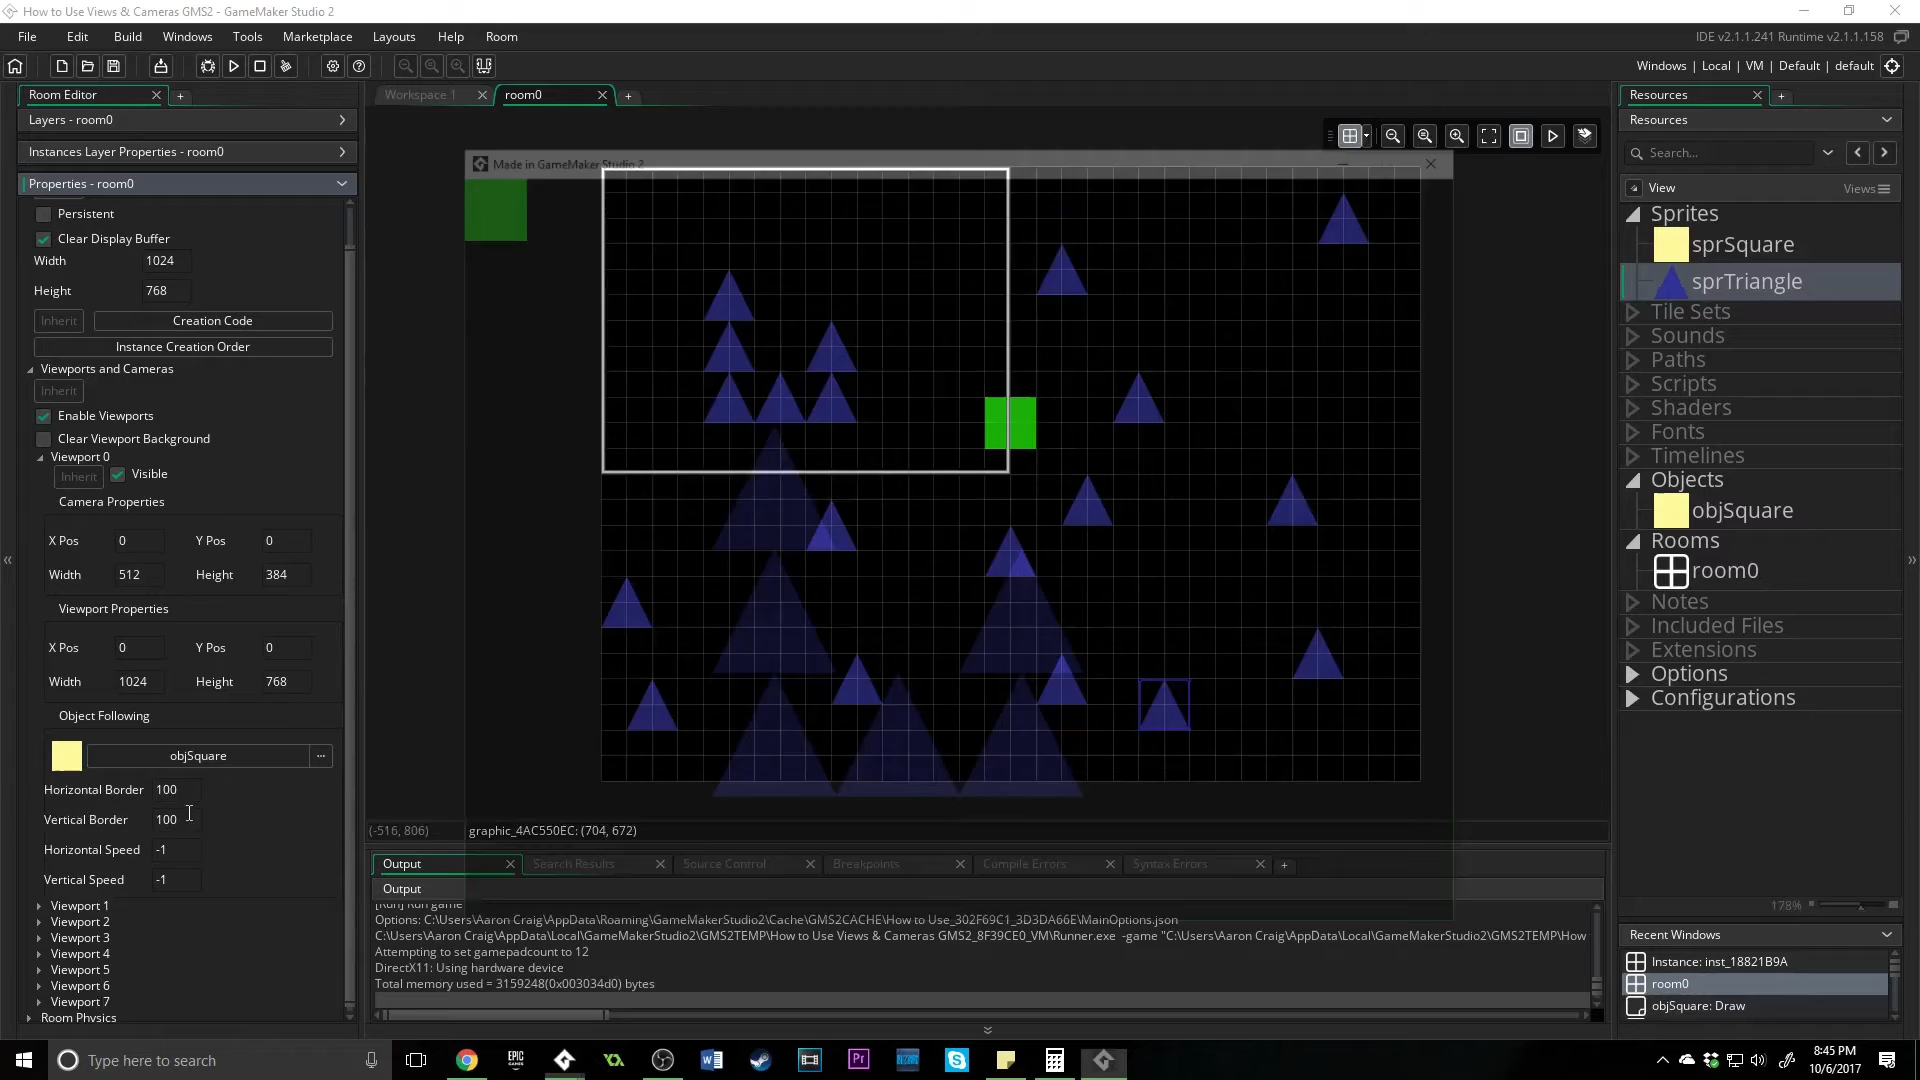 How to Use Views & Cameras GMS2 - GameMaker Studio 2
File Edit Build Windows Tools Marketplace Layouts Help Room
IDE v2.1.1.241 Runtime v2.1.1.158
Windows | Local | VM | Default | default
Room Editor
Layers - room0
Instances Layer Properties - room0
Properties - room0
Persistent
Clear Display Buffer
Width 1024
Height 768
Inherit Creation Code
Instance Creation Order
Viewports and Cameras
Inherit
Enable Viewports
Clear Viewport Background
Viewport 0
Inherit Visible
Camera Properties
X Pos 0 Y Pos 0
Width 512 Height 384
Viewport Properties
X Pos 0 Y Pos 0
Width 1024 Height 768
Object Following
objSquare ...
Horizontal Border 100
Vertical Border 100
Horizontal Speed -1
Vertical Speed -1
Viewport 1
Viewport 2
Viewport 3
Viewport 4
Viewport 5
Viewport 6
Viewport 7
Room Physics
Workspace 1 room0
Made in GameMaker Studio 2
(-516, 806) graphic_4AC550EC: (704, 672)
Output Search Results Source Control Breakpoints Compile Errors Syntax Errors
Output
[Run] Run game
Options: C:\Users\Aaron Craig\AppData\Roaming\GameMakerStudio2\Cache\GMS2CACHE\How to Use_302F69C1_3D3DA66E\MainOptions.json
C:\Users\Aaron Craig\AppData\Local\GameMakerStudio2\GMS2TEMP\How to Use Views & Cameras GMS2_8F39CE0_VM\Runner.exe -game "C:\Users\Aaron Craig\AppData\Local\GameMakerStudio2\GMS2TEMP\How
Attempting to set gamepadcount to 12
DirectX11: Using hardware device
Total memory used = 3159248(0x003034d0) bytes
Resources
Resources
Search...
View Views
Sprites
sprSquare
sprTriangle
Tile Sets
Sounds
Paths
Scripts
Shaders
Fonts
Timelines
Objects
objSquare
Rooms
room0
Notes
Included Files
Extensions
Options
Configurations
178%
Recent Windows
Instance: inst_18821B9A
room0
objSquare: Draw
Type here to search
EPIC GAMES
Pr
8:45 PM
10/6/2017